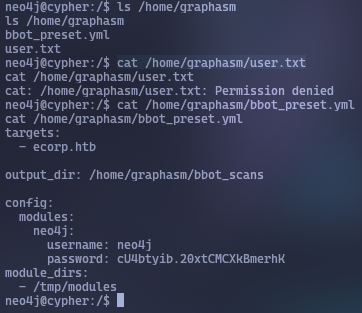 neo4j@cypher:/$ ls /home/graphasm
ls /home/graphasm
bbot_preset.yml
user.txt
neo4j@cypher:/$ cat /home/graphasm/user.txt
cat /home/graphasm/user.txt
cat: /home/graphasm/user.txt: Permission denied
neo4j@cypher:/$ cat /home/graphasm/bbot_preset.yml
cat /home/graphasm/bbot_preset.yml
targets:
  - ecorp.htb

output_dir: /home/graphasm/bbot_scans

config:
  modules:
    neo4j:
      username: neo4j
      password: cU4btyib.20xtCMCXkBmerhK
module_dirs:
  - /tmp/modules
neo4j@cypher:/$